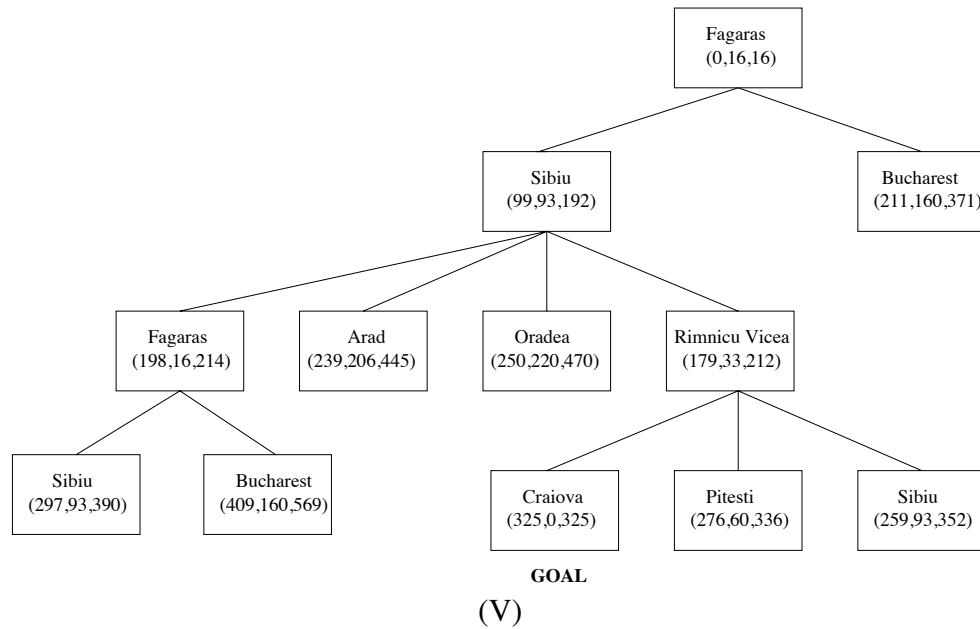 Fagaras
(0,16,16)
Sibiu
(99,93,192)
Bucharest
(211,160,371)
Fagaras
(198,16,214)
Arad
(239,206,445)
Oradea
(250,220,470)
Rimnicu Vicea
(179,33,212)
Sibiu
(297,93,390)
Bucharest
(409,160,569)
Craiova
(325,0,325)
Pitesti
(276,60,336)
Sibiu
(259,93,352)
GOAL
(V)